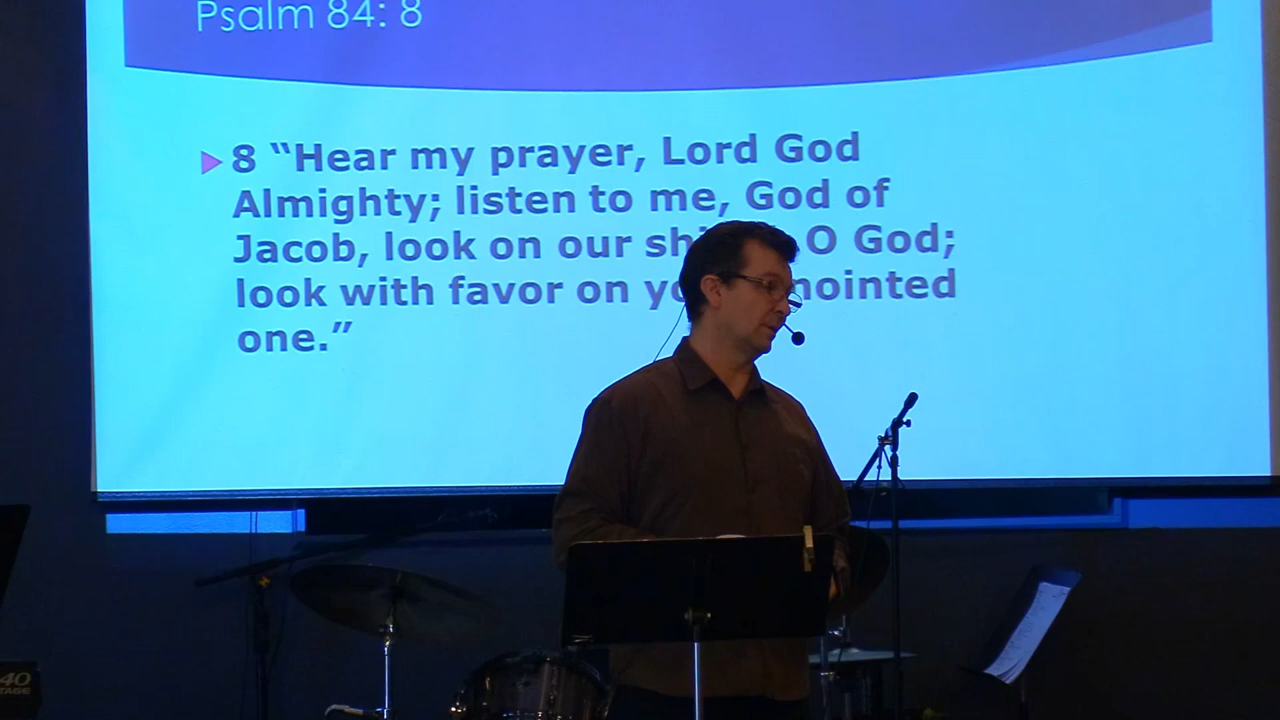 Psalm 84: 8
8 “Hear my prayer, Lord God
Almighty; listen to me, God of
Jacob, look on our O God;
look with favor on
one.”
40